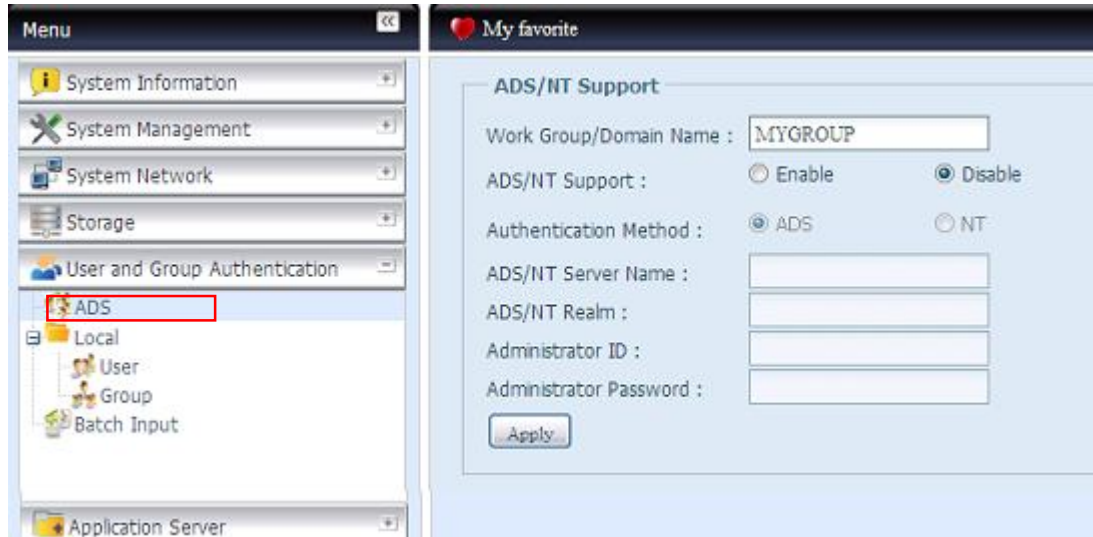 Menu
System Information
System Management
System Network
Storage
User and Group Authentication
ADS
Local
User
Group
Batch Input
Application Server
My favorite
ADS/NT Support
Work Group/Domain Name : MYGROUP
ADS/NT Support : Enable Disable
Authentication Method : ADS NT
ADS/NT Server Name :
ADS/NT Realm :
Administrator ID :
Administrator Password :
Apply